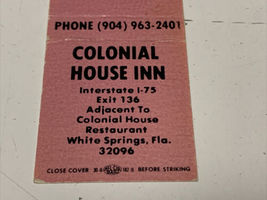 PHONE (904) 963-2401
COLONIAL
HOUSE INN
Interstate I-75
Exit 136
Adjacent To
Colonial House
Restaurant
White Springs, Fla.
32096
CLOSE COVER BEFORE STRIKING